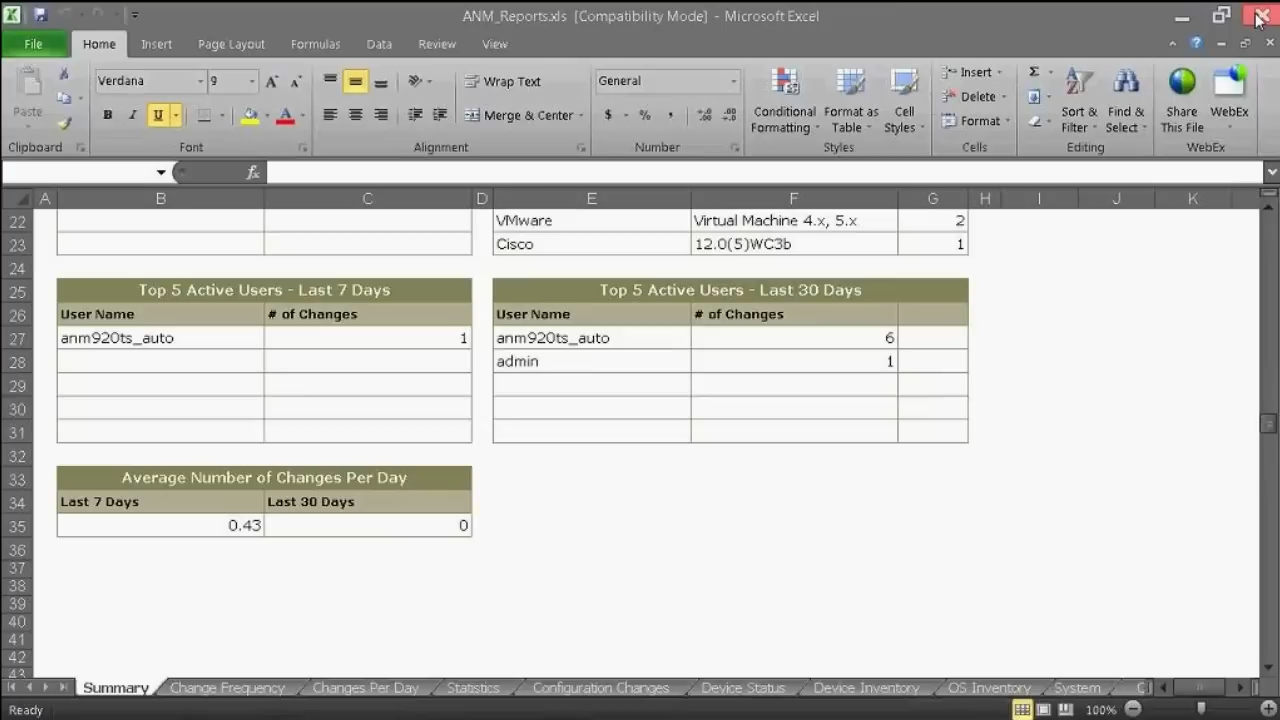 ANM_Reports.xls [Compatibility Mode] - Microsoft Excel
File Home Insert Page Layout Formulas Data Review View
Paste
Verdana 9
Wrap Text
General
Insert
Delete
Format
B I U
Merge & Center
$ % ,
Conditional Formatting
Format as Table
Cell Styles
Σ
Sort & Filter
Find & Select
Share This File
WebEx
Clipboard Font Alignment Number Styles Cells Editing WebEx
fx
A B C D E F G H I J K
22 VMware Virtual Machine 4.x, 5.x 2
23 Cisco 12.0(5)WC3b 1
24
25 Top 5 Active Users - Last 7 Days Top 5 Active Users - Last 30 Days
26 User Name # of Changes User Name # of Changes
27 anm920ts_auto 1 anm920ts_auto 6
28 admin 1
29
30
31
32
33 Average Number of Changes Per Day
34 Last 7 Days Last 30 Days
35 0.43 0
36
37
38
39
40
41
42
43
Summary Change Frequency Changes Per Day Statistics Configuration Changes Device Status Device Inventory OS Inventory System
Ready 100%